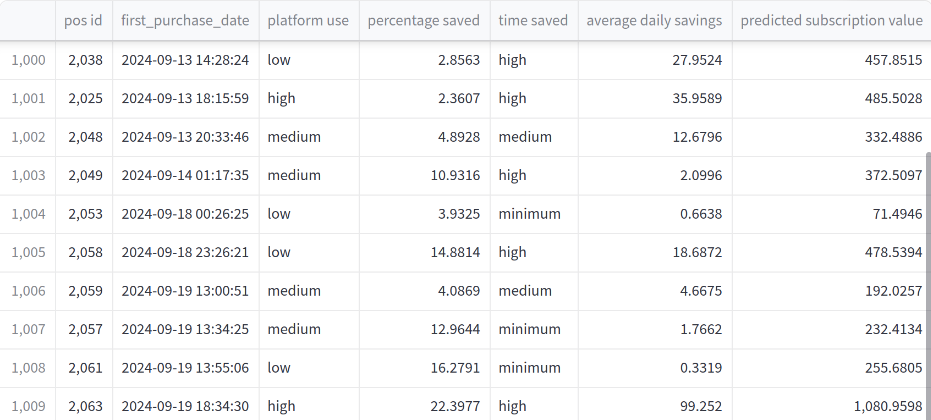 pos id first_purchase_date platform use percentage saved time saved average daily savings predicted subscription value
1,000 2,038 2024-09-13 14:28:24 low 2.8563 high 27.9524 457.8515
1,001 2,025 2024-09-13 18:15:59 high 2.3607 high 35.9589 485.5028
1,002 2,048 2024-09-13 20:33:46 medium 4.8928 medium 12.6796 332.4886
1,003 2,049 2024-09-14 01:17:35 medium 10.9316 high 2.0996 372.5097
1,004 2,053 2024-09-18 00:26:25 low 3.9325 minimum 0.6638 71.4946
1,005 2,058 2024-09-18 23:26:21 low 14.8814 high 18.6872 478.5394
1,006 2,059 2024-09-19 13:00:51 medium 4.0869 medium 4.6675 192.0257
1,007 2,057 2024-09-19 13:34:25 medium 12.9644 minimum 1.7662 232.4134
1,008 2,061 2024-09-19 13:55:06 low 16.2791 minimum 0.3319 255.6805
1,009 2,063 2024-09-19 18:34:30 high 22.3977 high 99.252 1,080.9598